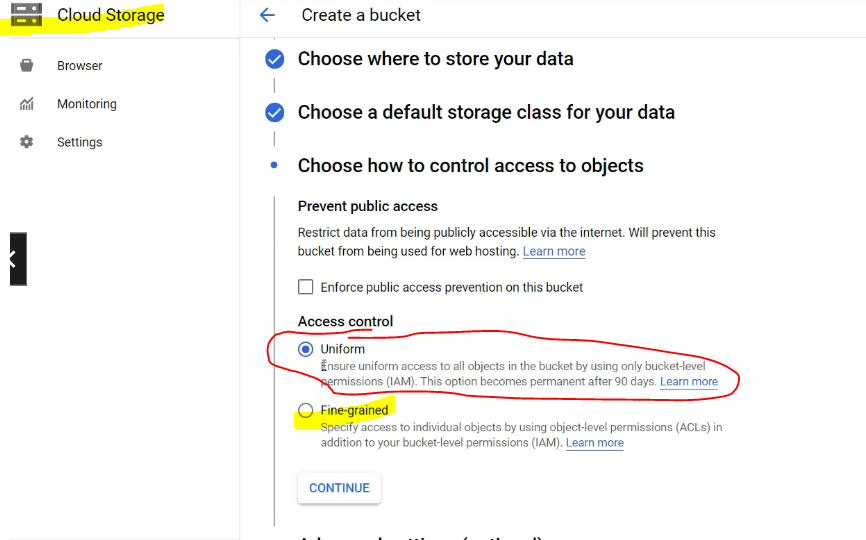 Cloud Storage
Create a bucket
Browser
Monitoring
Settings
Choose where to store your data
Choose a default storage class for your data
Choose how to control access to objects
Prevent public access
Restrict data from being publicly accessible via the internet. Will prevent this
bucket from being used for web hosting. Learn more
Enforce public access prevention on this bucket
Access control
Uniform
Ensure uniform access to all objects in the bucket by using only bucket-level
permissions (IAM). This option becomes permanent after 90 days. Learn more
Fine-grained
Specify access to individual objects by using object-level permissions (ACLs) in
addition to your bucket-level permissions (IAM). Learn more
CONTINUE